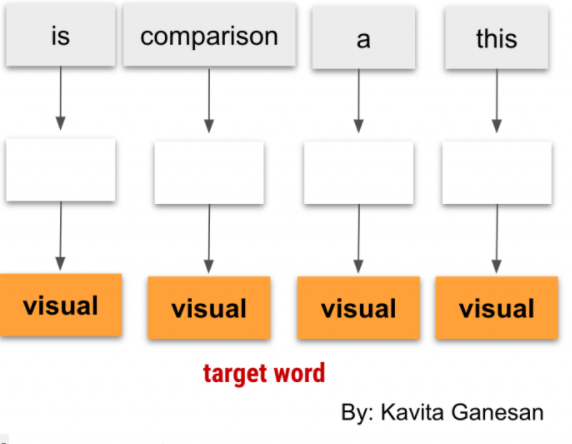 is comparison a this
visual visual visual visual
target word
By: Kavita Ganesan